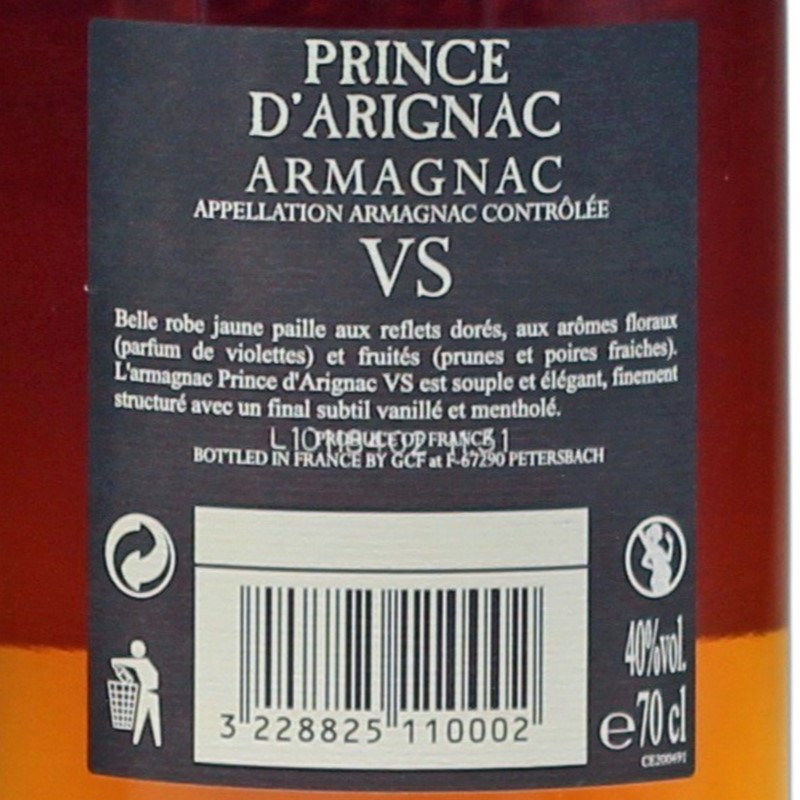 PRINCE
D'ARIGNAC
ARMAGNAC
APPELLATION ARMAGNAC CONTRÔLÉE
VS
Belle robe jaune paille aux reflets dorés, aux arômes floraux
(parfum de violettes) et fruités (prunes et poires fraiches).
L'armagnac Prince d'Arignac VS est souple et élégant, finement
structuré avec un final subtil vanillé et mentholé.
PRODUCE OF FRANCE
BOTTLED IN FRANCE BY GCF at F-67290 PETERSBACH
40%vol.
e 70 cl
CE200491
3 228825 110002